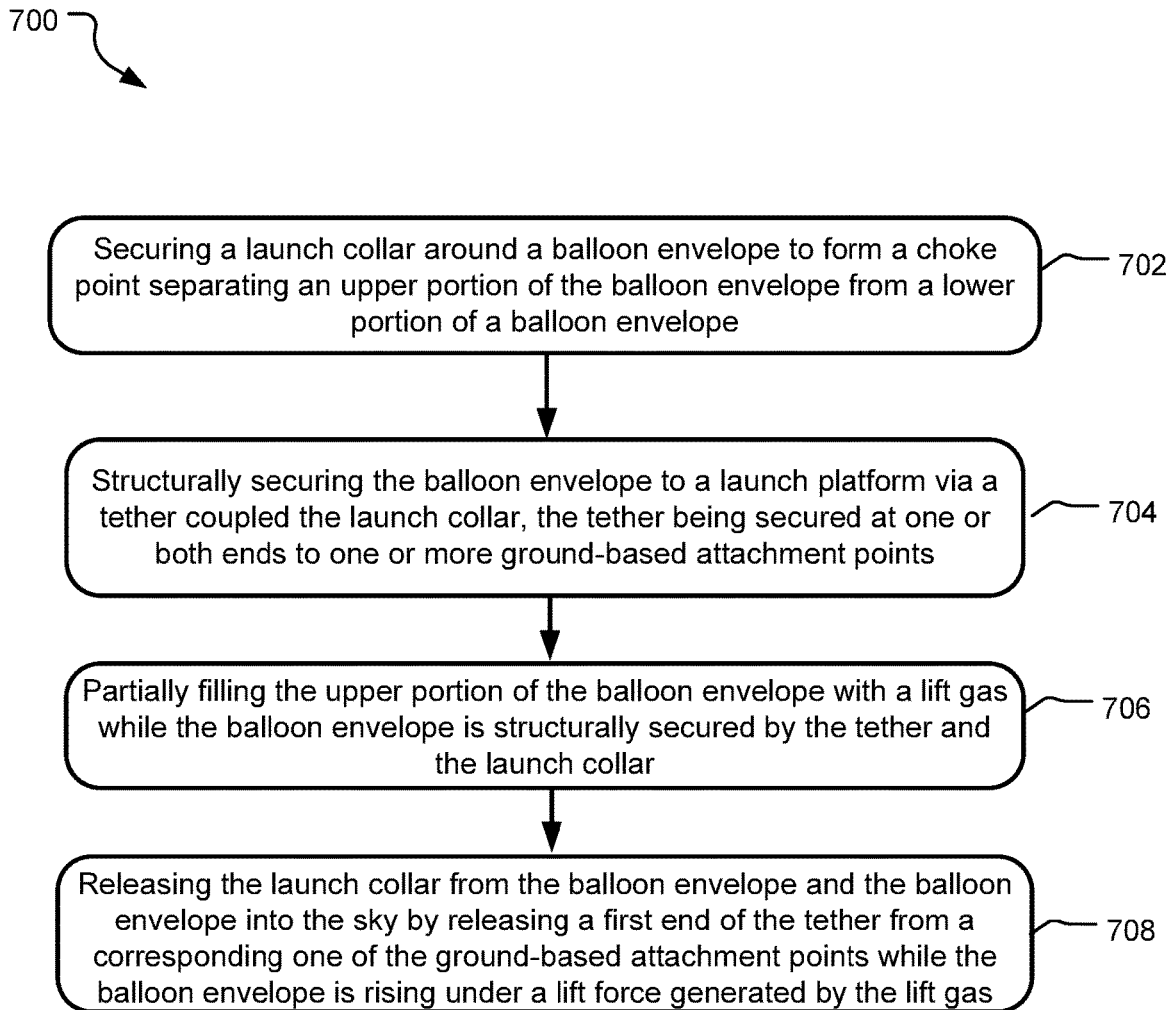 700
Securing a launch collar around a balloon envelope to form a choke
point separating an upper portion of the balloon envelope from a lower
portion of a balloon envelope
702
Structurally securing the balloon envelope to a launch platform via a
tether coupled the launch collar, the tether being secured at one or
both ends to one or more ground-based attachment points
704
Partially filling the upper portion of the balloon envelope with a lift gas
while the balloon envelope is structurally secured by the tether and
the launch collar
706
Releasing the launch collar from the balloon envelope and the balloon
envelope into the sky by releasing a first end of the tether from a
corresponding one of the ground-based attachment points while the
balloon envelope is rising under a lift force generated by the lift gas
708